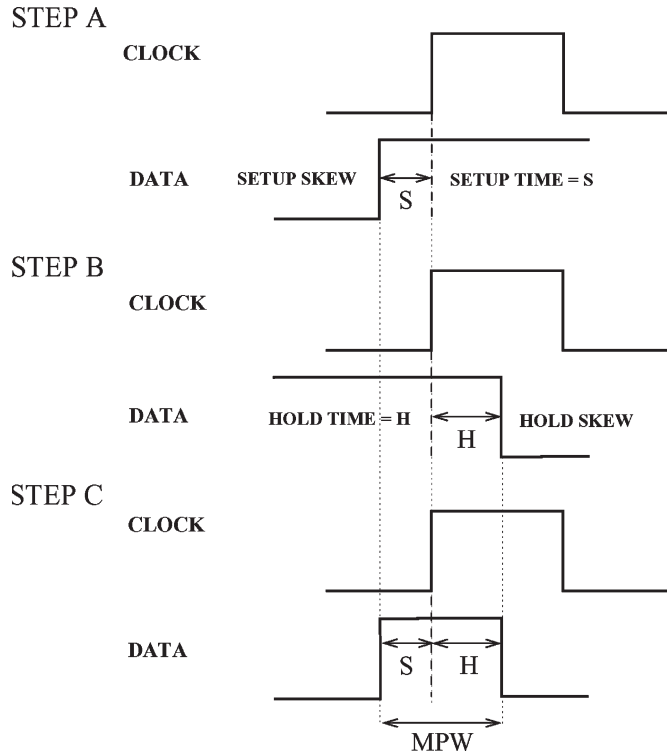 STEP A
CLOCK
DATA
SETUP SKEW
S
SETUP TIME = S
STEP B
CLOCK
DATA
HOLD TIME = H
H
HOLD SKEW
STEP C
CLOCK
DATA
S
H
MPW